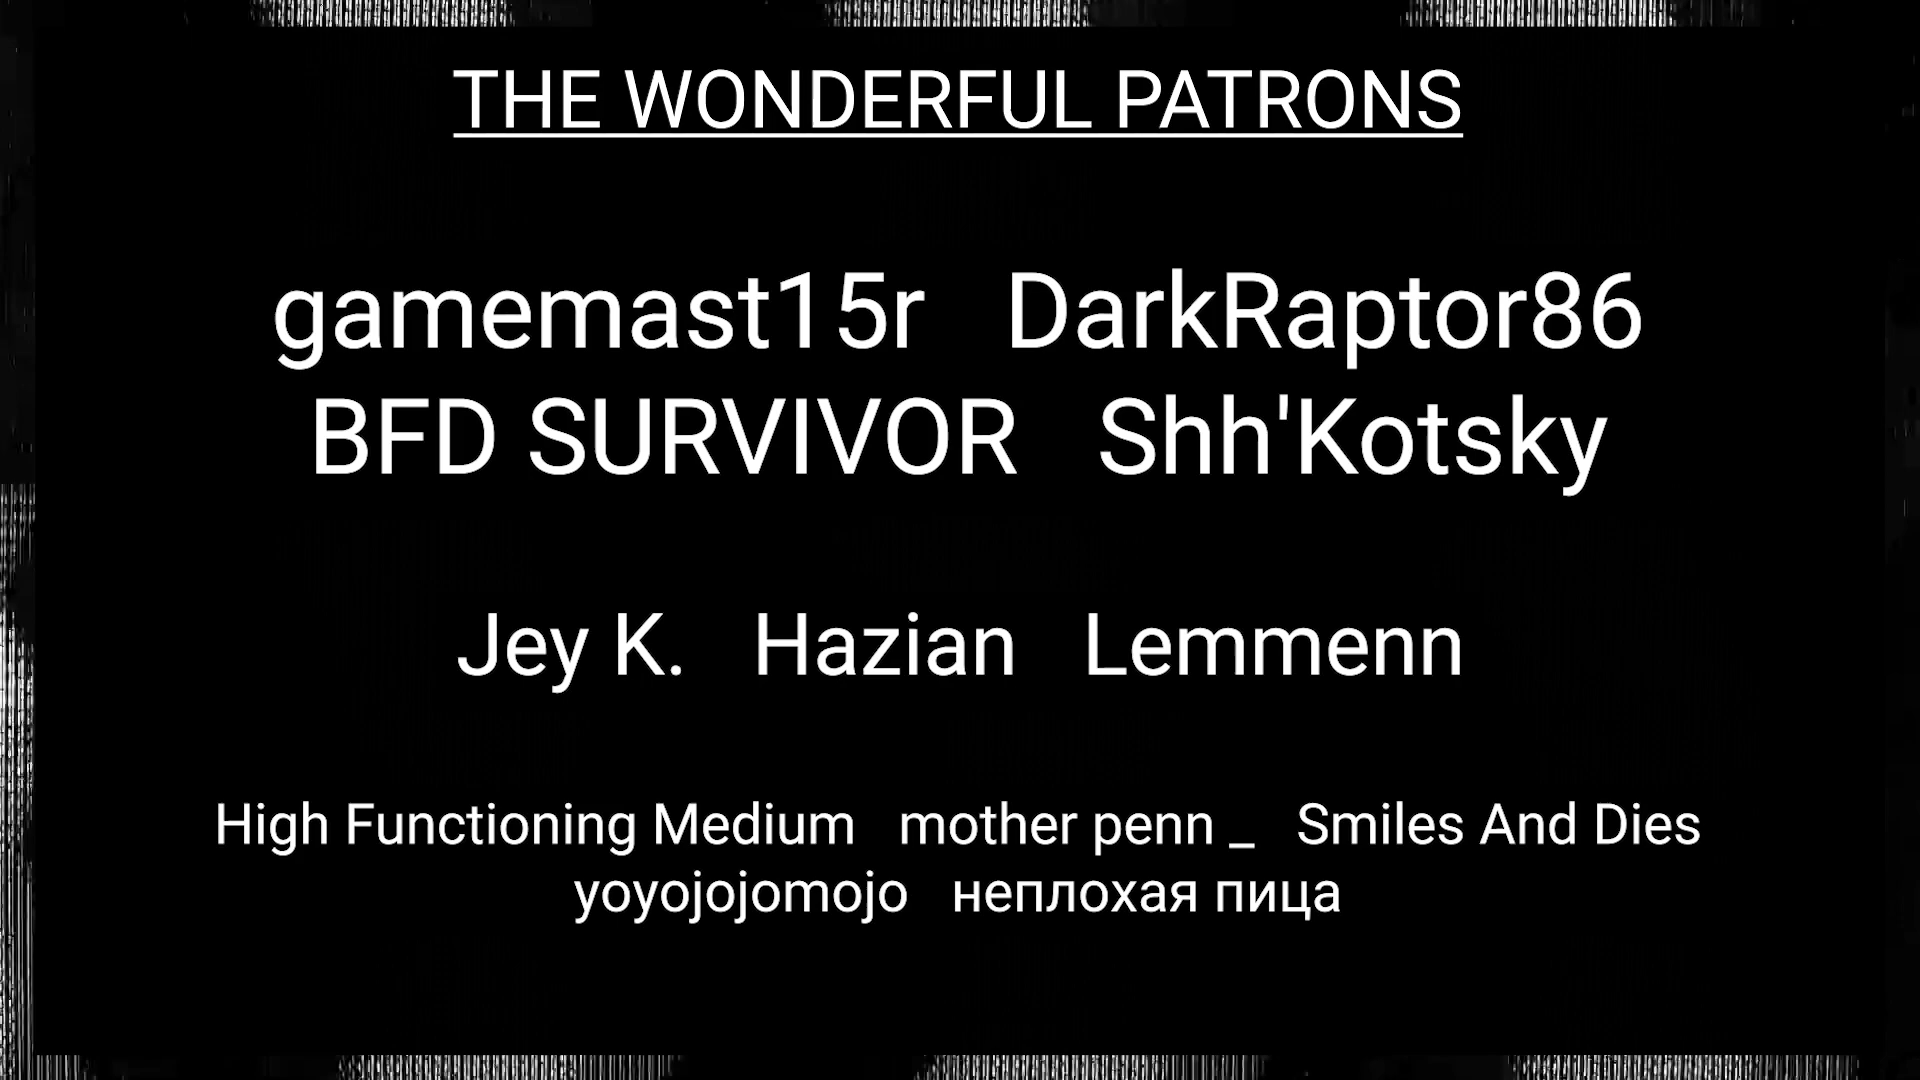 THE WONDERFUL PATRONS
gamemast15r DarkRaptor86
BFD SURVIVOR Shh'Kotsky
Jey K. Hazian Lemmenn
High Functioning Medium mother penn _ Smiles And Dies
yoyojojomojo неплохая пица